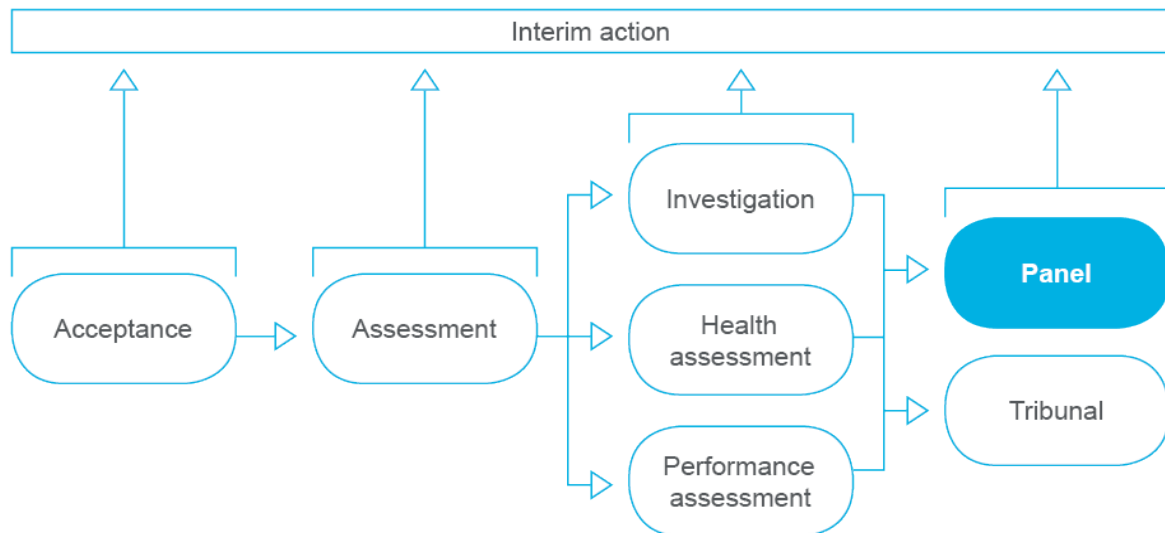 Interim action
Acceptance
Assessment
Investigation
Health
assessment
Performance
assessment
Panel
Tribunal